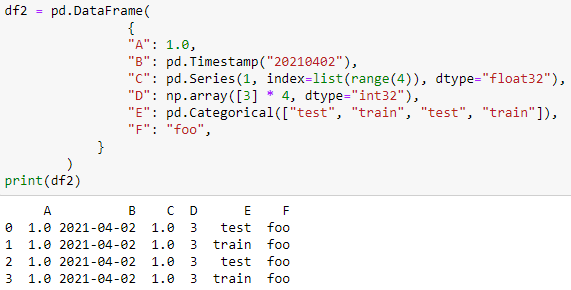 df2 = pd.DataFrame(
{
"A": 1.0,
"B": pd.Timestamp("20210402"),
"C": pd.Series(1, index=list(range(4)), dtype="float32"),
"D": np.array([3] * 4, dtype="int32"),
"E": pd.Categorical(["test", "train", "test", "train"]),
"F": "foo",
}
)
print(df2)
A B C D E F
0 1.0 2021-04-02 1.0 3 test foo
1 1.0 2021-04-02 1.0 3 train foo
2 1.0 2021-04-02 1.0 3 test foo
3 1.0 2021-04-02 1.0 3 train foo